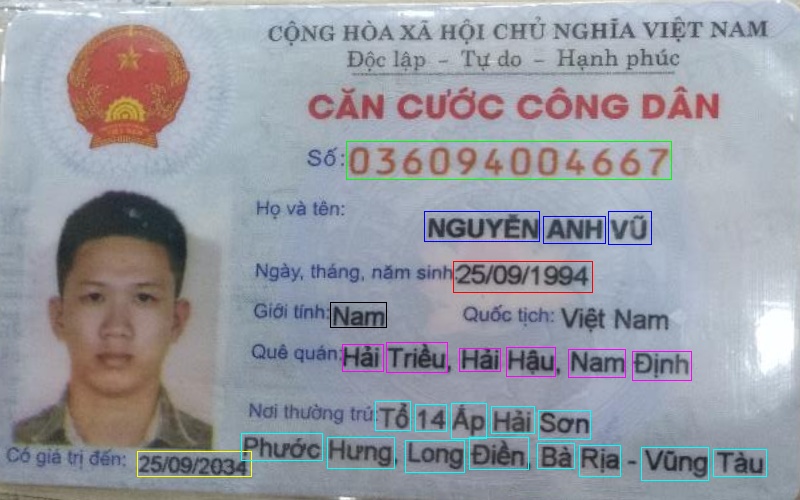 CỘNG HÒA XÃ HỘI CHỦ NGHĨA VIỆT NAM
Độc lập - Tự do - Hạnh phúc
CĂN CƯỚC CÔNG DÂN
Số: 036094004667
Họ và tên:
NGUYỄN ANH VŨ
Ngày, tháng, năm sinh: 25/09/1994
Giới tính: Nam Quốc tịch: Việt Nam
Quê quán: Hải Triều, Hải Hậu, Nam Định
Nơi thường trú: Tổ 14 Ấp Hải Sơn
Có giá trị đến: 25/09/2034
Phước Hưng, Long Điền, Bà Rịa - Vũng Tàu